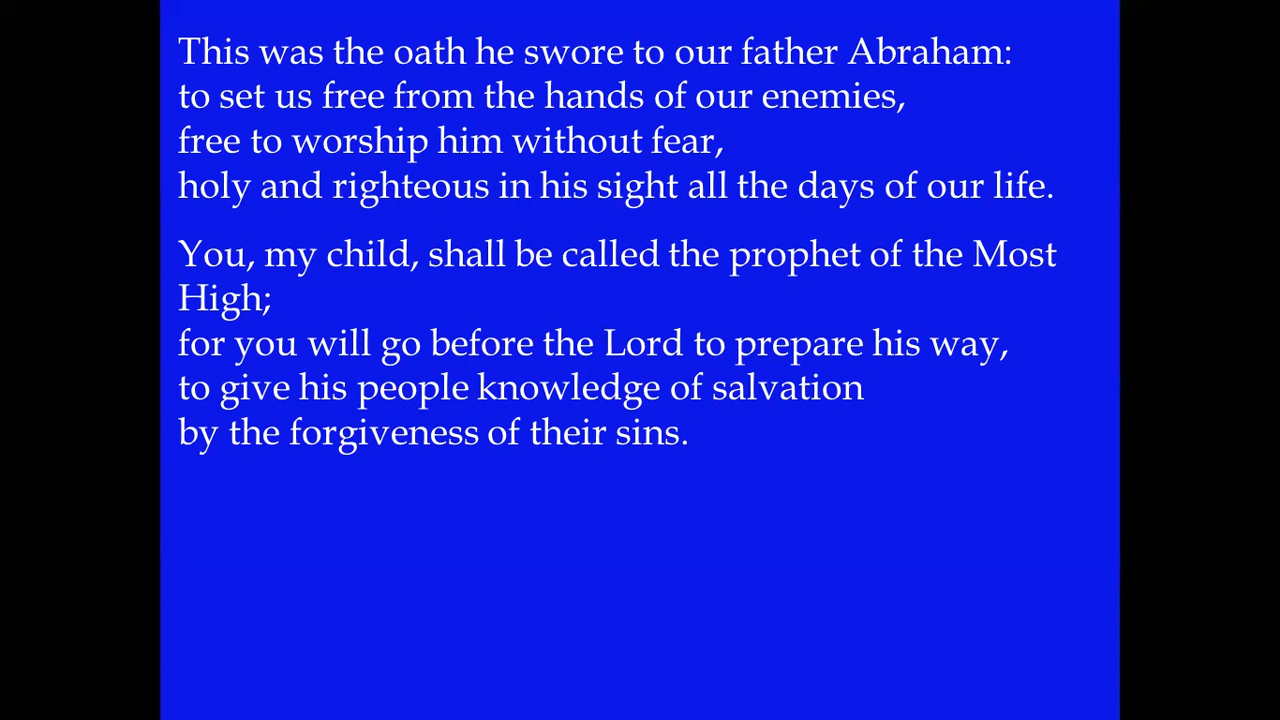 This was the oath he swore to our father Abraham:
to set us free from the hands of our enemies,
free to worship him without fear,
holy and righteous in his sight all the days of our life.
You, my child, shall be called the prophet of the Most
High;
for you will go before the Lord to prepare his way,
to give his people knowledge of salvation
by the forgiveness of their sins.